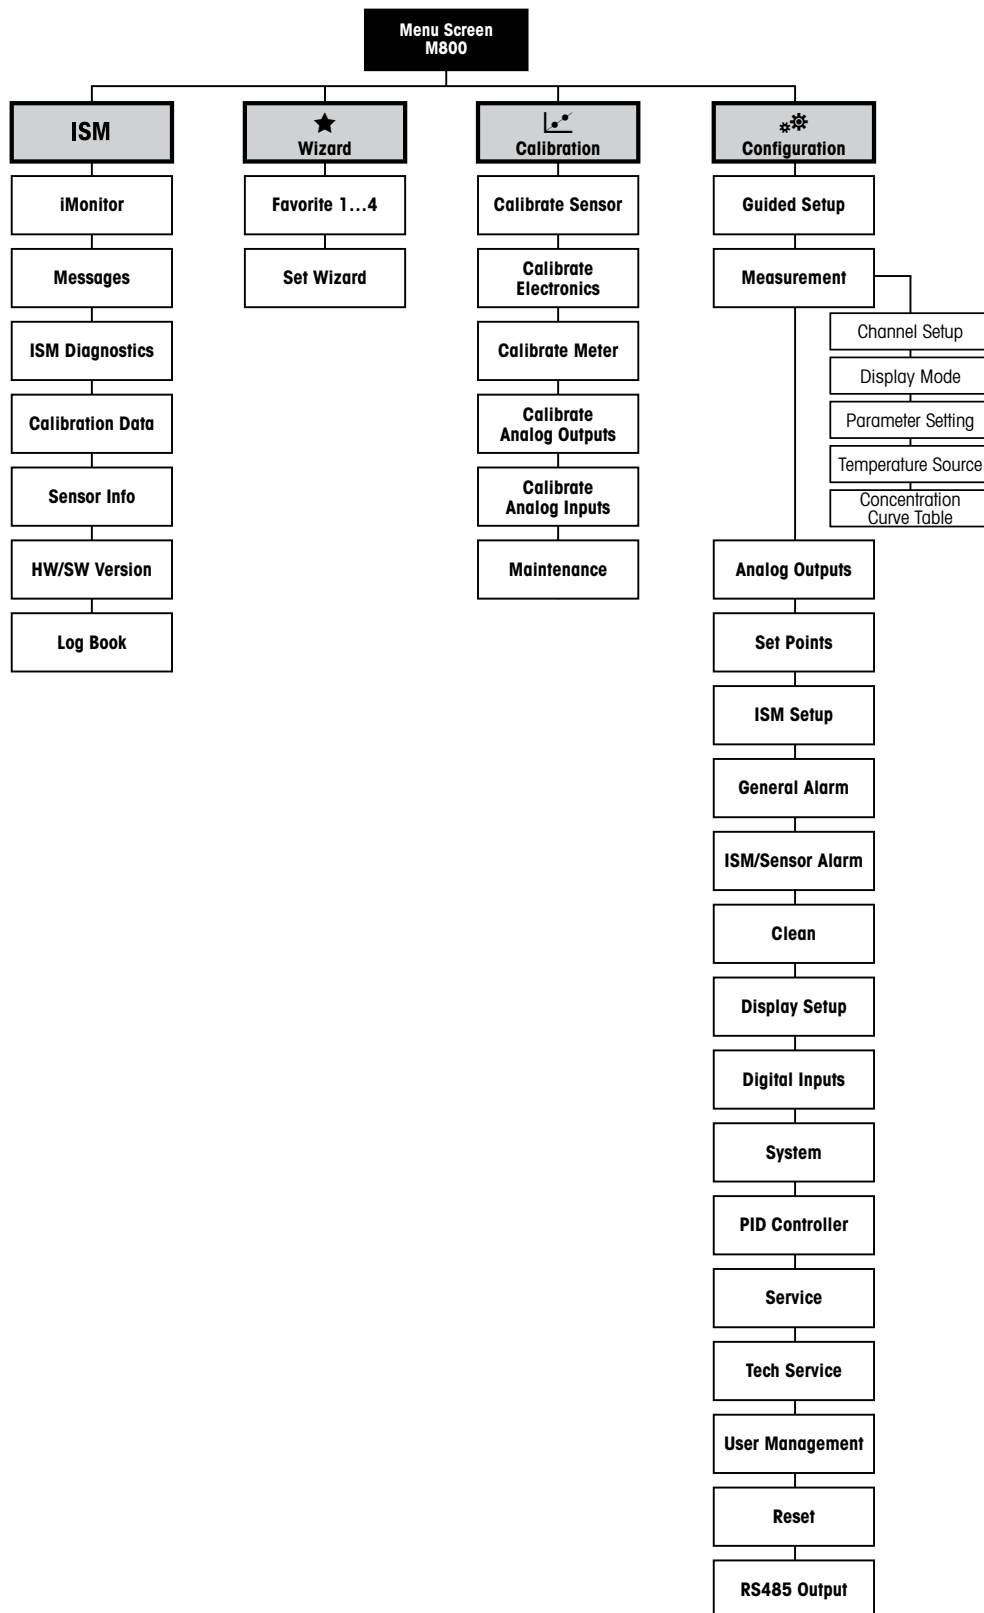 Menu Screen
M800
ISM
iMonitor
Messages
ISM Diagnostics
Calibration Data
Sensor Info
HW/SW Version
Log Book
Wizard
Favorite 1...4
Set Wizard
Calibration
Calibrate Sensor
Calibrate
Electronics
Calibrate Meter
Calibrate
Analog Outputs
Calibrate
Analog Inputs
Maintenance
Configuration
Guided Setup
Measurement
Channel Setup
Display Mode
Parameter Setting
Temperature Source
Concentration
Curve Table
Analog Outputs
Set Points
ISM Setup
General Alarm
ISM/Sensor Alarm
Clean
Display Setup
Digital Inputs
System
PID Controller
Service
Tech Service
User Management
Reset
RS485 Output